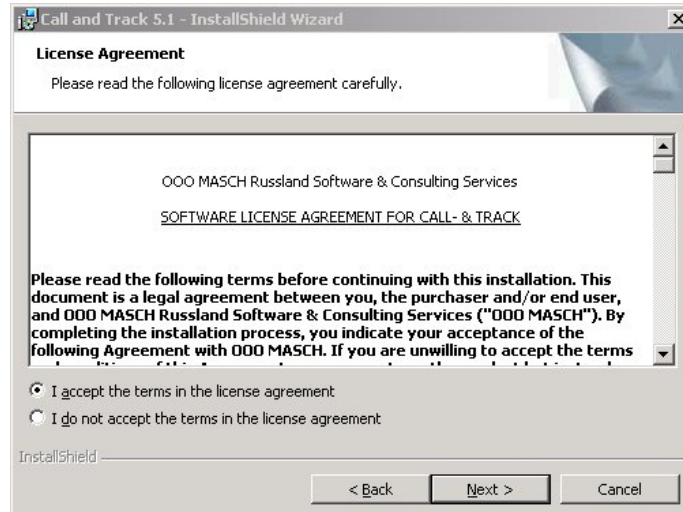 Call and Track 5.1 - InstallShield Wizard
License Agreement
Please read the following license agreement carefully.
OOO MASCH Russland Software & Consulting Services
SOFTWARE LICENSE AGREEMENT FOR CALL- & TRACK
Please read the following terms before continuing with this installation. This
document is a legal agreement between you, the purchaser and/or end user,
and OOO MASCH Russland Software & Consulting Services ("OOO MASCH"). By
completing the installation process, you indicate your acceptance of the
following Agreement with OOO MASCH. If you are unwilling to accept the terms
I accept the terms in the license agreement
I do not accept the terms in the license agreement
InstallShield
< Back Next > Cancel